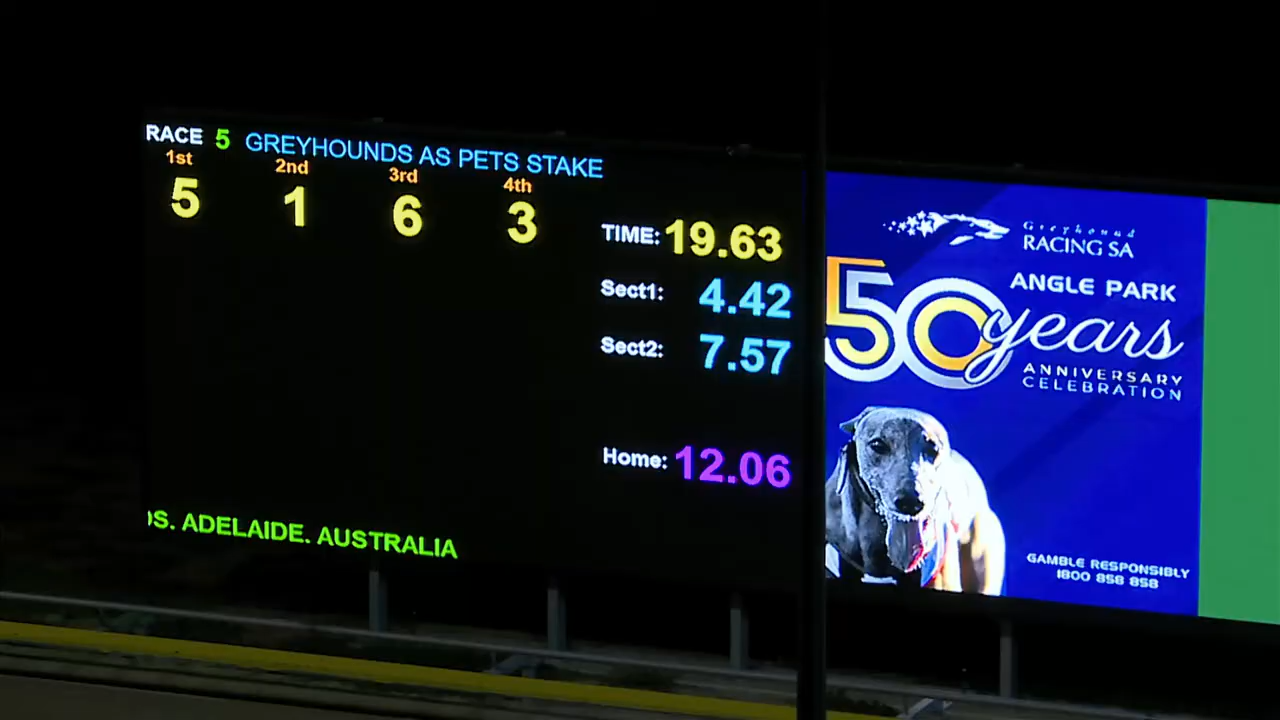 RACE 5 GREYHOUNDS AS PETS STAKE
1st 2nd 3rd 4th
5 1 6 3
TIME: 19.63
Sect1: 4.42
Sect2: 7.57
Home: 12.06
S. ADELAIDE. AUSTRALIA
Greyhound
RACING SA
ANGLE PARK
50 years
ANNIVERSARY
CELEBRATION
GAMBLE RESPONSIBLY
1800 858 858